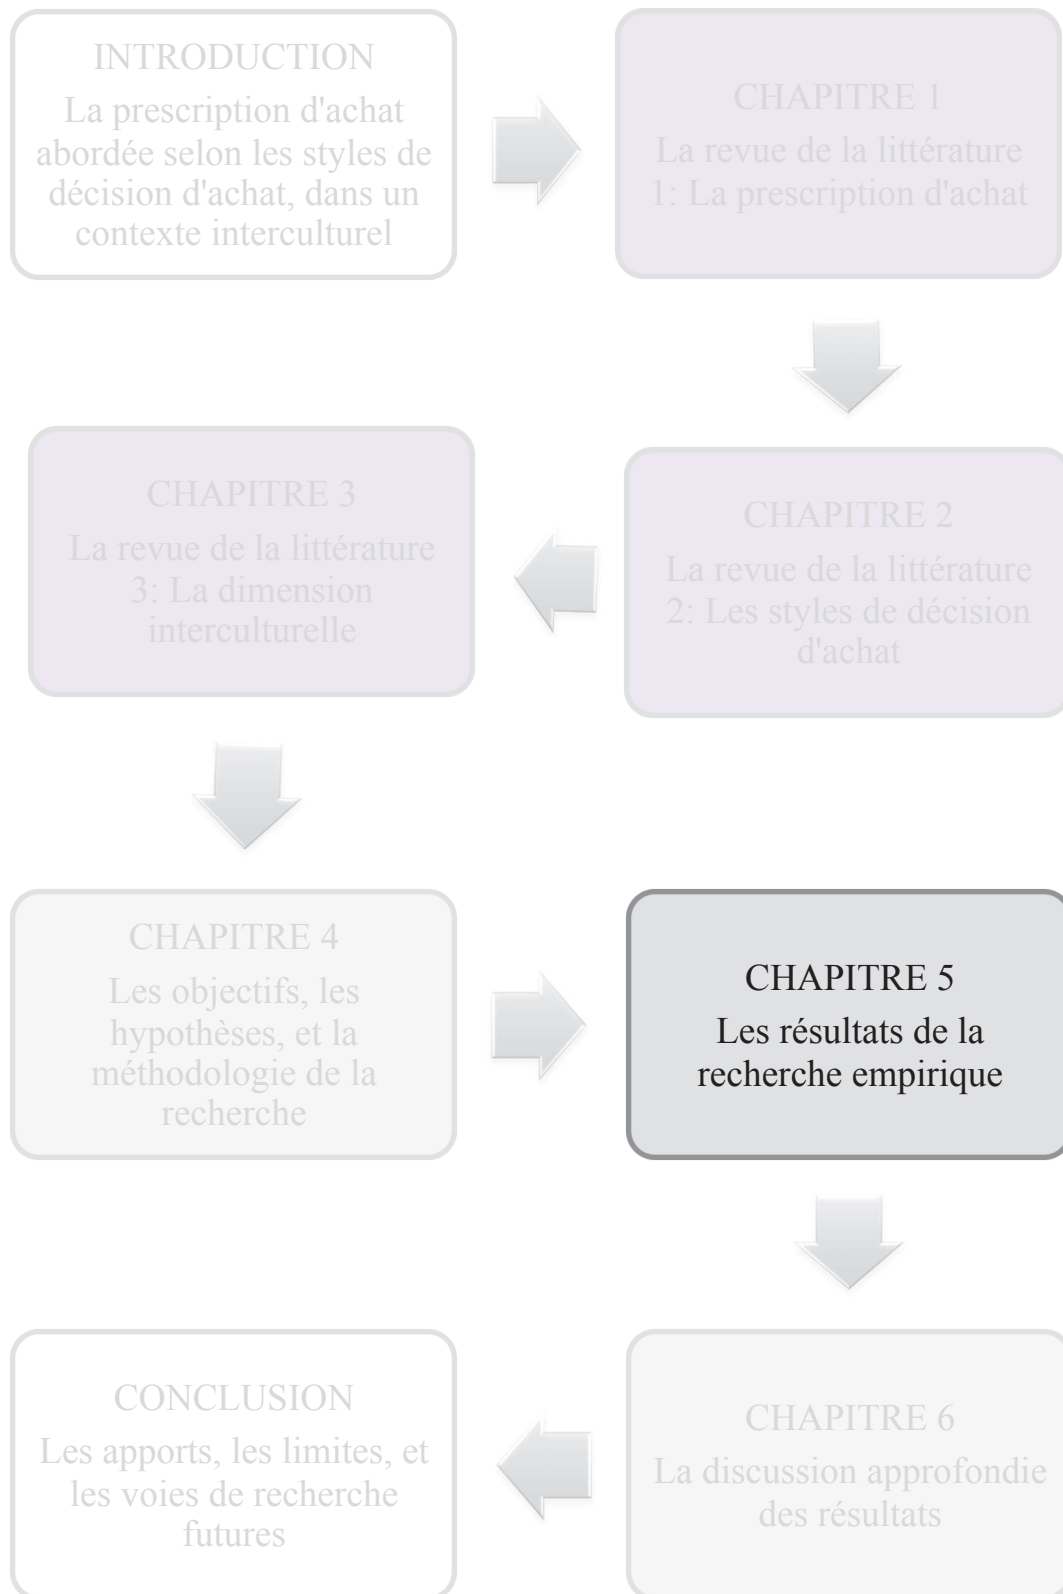 INTRODUCTION
La prescription d'achat
abordée selon les styles de
décision d'achat, dans un
contexte interculturel
CHAPITRE 1
La revue de la littérature
1: La prescription d'achat
CHAPITRE 2
La revue de la littérature
2: Les styles de décision
d'achat
CHAPITRE 3
La revue de la littérature
3: La dimension
interculturelle
CHAPITRE 4
Les objectifs, les
hypothèses, et la
méthodologie de la
recherche
CHAPITRE 5
Les résultats de la
recherche empirique
CHAPITRE 6
La discussion approfondie
des résultats
CONCLUSION
Les apports, les limites, et
les voies de recherche
futures